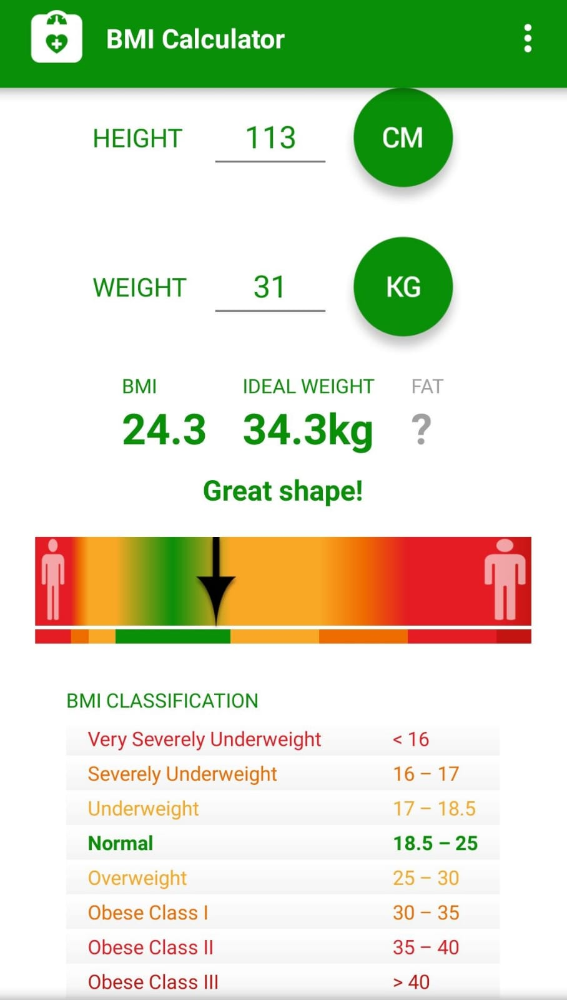 BMI Calculator
HEIGHT 113 CM
WEIGHT 31 KG
BMI IDEAL WEIGHT FAT
24.3 34.3kg ?
Great shape!
BMI CLASSIFICATION
Very Severely Underweight < 16
Severely Underweight 16 – 17
Underweight 17 – 18.5
Normal 18.5 – 25
Overweight 25 – 30
Obese Class I 30 – 35
Obese Class II 35 – 40
Obese Class III > 40